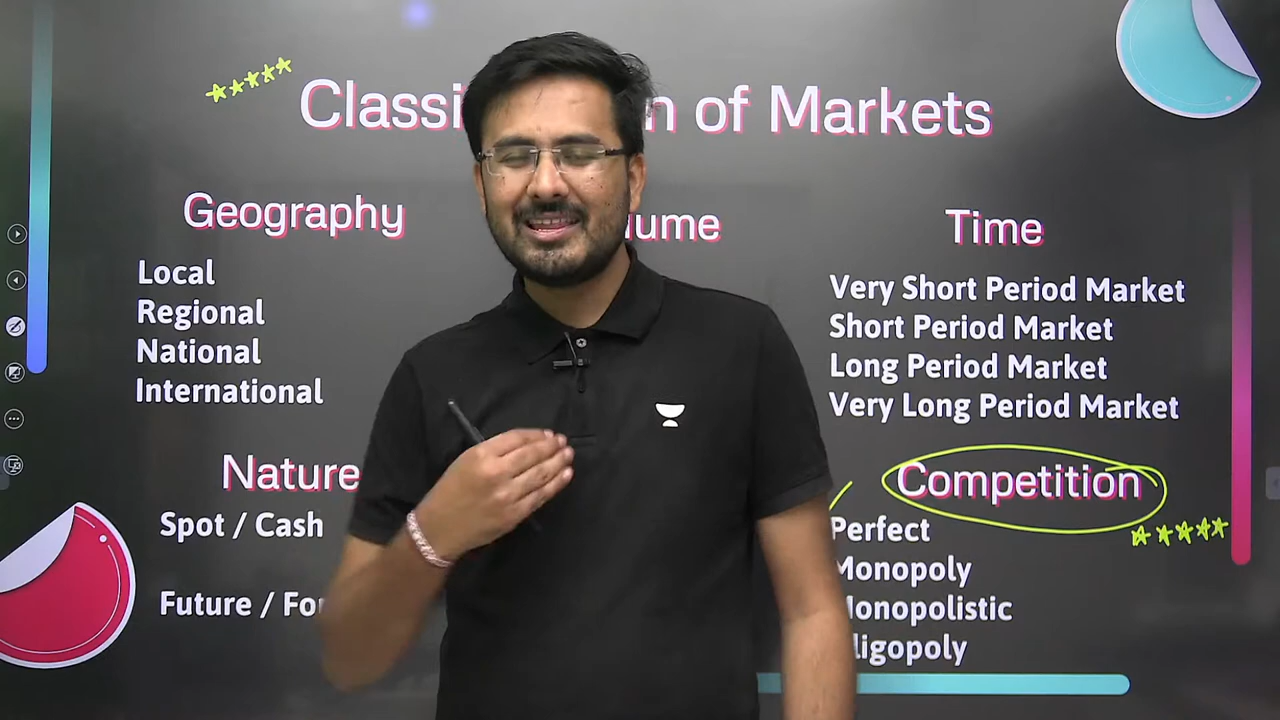 Classi n of Markets
Geography
Local
Regional
National
International
ume
Time
Very Short Period Market
Short Period Market
Long Period Market
Very Long Period Market
Nature
Spot / Cash
Future / Fo
Competition
Perfect
Monopoly
Monopolistic
ligopoly